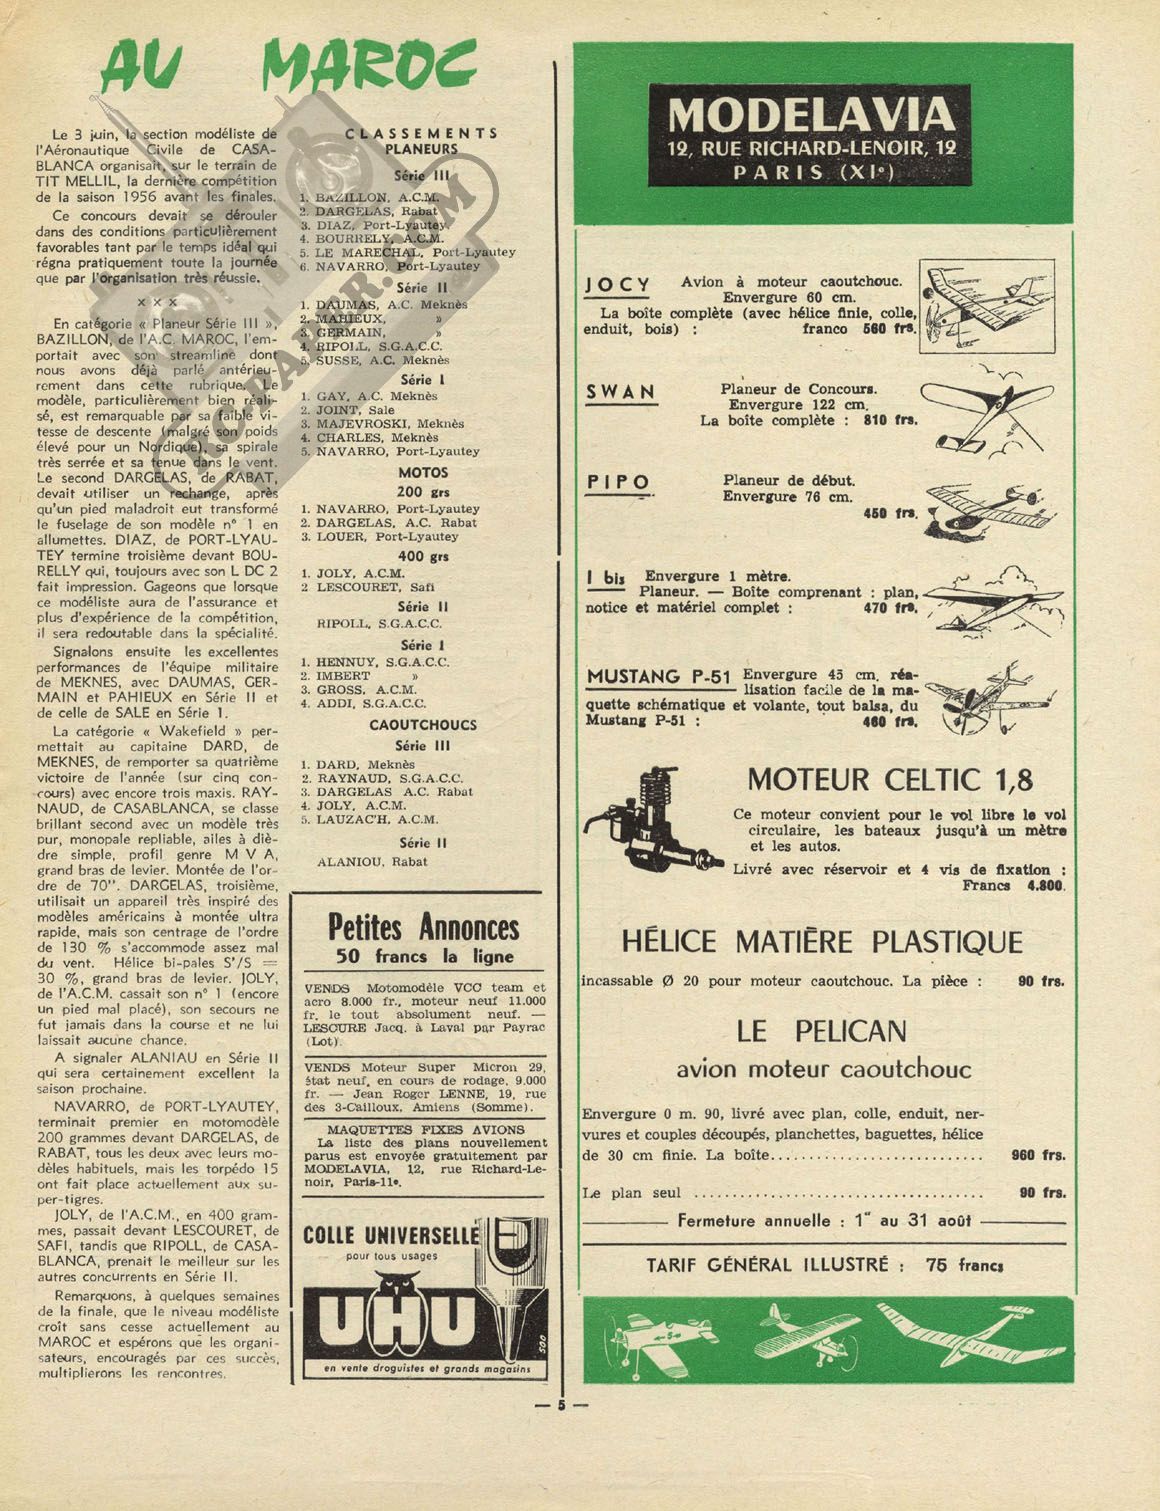 AU MAROC
Le 3 juin, la section modéliste de
l'Aéronautique Civile de CASA-
BLANCA organisait sur le terrain de
TIT MELLIL, la dernière compétition
de la saison 1956 avant les finales.
Ce concours devait se dérouler
dans des conditions particulièrement
favorables tant par le temps idéal qui
régna pratiquement toute la journée
que par l'organisation très réussie.
x x x
En catégorie « Planeur Série III »,
BAZILLON, de l'A.C. MAROC, l'em-
portait avec son streamline dont
nous avons déjà parlé antérieu-
rement dans cette rubrique. Le
modèle, particulièrement bien réali-
sé, est remarquable par sa faible vi-
tesse de descente (malgré son poids
élevé pour un Nordique), sa spirale
très serrée et sa tenue dans le vent.
Le second DARGELAS, de RABAT,
devait utiliser un rechange, après
qu'un pied maladroit eut transformé
le fuselage de son modèle n° 1 en
allumettes. DIAZ, de PORT-LYAU-
TEY termine troisième devant BOU-
RELLY qui, toujours avec son L DC 2
fait impression. Gageons que lorsque
ce modéliste aura de l'assurance et
plus d'expérience de la compétition,
il sera redoutable dans la spécialité.
Signalons ensuite les excellentes
performances de l'équipe militaire
de MEKNES, avec DAUMAS, GER-
MAIN et PAHIEUX en Série II et
de celle de SALE en Série 1.
La catégorie « Wakefield » per-
mettait au capitaine DARD, de
MEKNES, de remporter sa quatrième
victoire de l'année (sur cinq con-
cours) avec encore trois maxis. RAY-
NAUD, de CASABLANCA, se classe
brillant second avec un modèle très
pur, monopale repliable, ailes à diè-
dre simple, profil genre M V A,
grand bras de levier. Montée de l'or-
dre de 70". DARGELAS, troisième,
utilisait un appareil très inspiré des
modèles américains à montée ultra
rapide, mais son centrage de l'ordre
de 130 % s'accommode assez mal
du vent. Hélice bi-pales S'/S =
30 %, grand bras de levier. JOLY,
de l'A.C.M. cassait son n° 1 (encore
un pied mal placé), son secours ne
fut jamais dans la course et ne lui
laissait aucune chance.
A signaler ALANIAU en Série II
qui sera certainement excellent la
saison prochaine.
NAVARRO, de PORT-LYAUTEY,
terminait premier en motomodèle
200 grammes devant DARGELAS, de
RABAT, tous les deux avec leurs mo-
dèles habituels, mais les torpédo 15
ont fait place actuellement aux su-
per-tigres.
JOLY, de l'A.C.M., en 400 gram-
mes, passait devant LESCOURET, de
SAFI, tandis que RIPOLL, de CASA-
BLANCA, prenait le meilleur sur les
autres concurrents en Série II.
Remarquons, à quelques semaines
de la finale, que le niveau modéliste
croît sans cesse actuellement au
MAROC et espérons que les organi-
sateurs, encouragés par ces succès,
multiplierons les rencontres.
CLASSEMENTS
PLANEURS
Série III
1. BAZILLON, A.C.M.
2. DARGELAS, Rabat
3. DIAZ, Port-Lyautey
4. BOURRELY, A.C.M.
5. LE MARECHAL, Port-Lyautey
6. NAVARRO, Port-Lyautey
Série II
1. DAUMAS, A.C. Meknès
2. MAHIEUX, »
3. GERMAIN, »
4. RIPOLL, S.G.A.C.C.
5. SUSSE, A.C. Meknès
Série I
1. GAY, A.C. Meknès
2. JOINT, Sale
3. MAJEVROSKI, Meknès
4. CHARLES, Meknès
5. NAVARRO, Port-Lyautey
MOTOS
200 grs
1. NAVARRO, Port-Lyautey
2. DARGELAS, A.C. Rabat
3. LOUER, Port-Lyautey
400 grs
1. JOLY, A.C.M.
2 LESCOURET, Safi
Série II
RIPOLL, S.G.A.C.C.
Série I
1. HENNUY, S.G.A.C.C.
2. IMBERT »
3. GROSS, A.C.M.
4. ADDI, S.G.A.C.C.
CAOUTCHOUCS
Série III
1. DARD, Meknès
2. RAYNAUD, S.G.A.C.C.
3. DARGELAS A.C. Rabat
4. JOLY, A.C.M.
5. LAUZAC'H, A.C.M.
Série II
ALANIOU, Rabat
Petites Annonces
50 francs la ligne
VENDS Motomodèle VCC team et
acro 8.000 fr., moteur neuf 11.000
fr. le tout absolument neuf. —
LESCURE Jacq. à Laval par Payrac
(Lot).
VENDS Moteur Super Micron 29,
état neuf, en cours de rodage, 9.000
fr. — Jean Roger LENNE, 19, rue
des 3-Cailloux, Amiens (Somme).
MAQUETTES FIXES AVIONS
La liste des plans nouvellement
parus est envoyée gratuitement par
MODELAVIA, 12, rue Richard-Le-
noir, Paris-11e.
COLLE UNIVERSELLE
pour tous usages
UHU
500
en vente droguistes et grands magasins
MODELAVIA
12, RUE RICHARD-LENOIR, 12
PARIS (XIe)
JOCY Avion à moteur caoutchouc.
Envergure 60 cm.
La boîte complète (avec hélice finie, colle,
enduit, bois) : franco 560 frs.
SWAN Planeur de Concours.
Envergure 122 cm.
La boîte complète : 810 frs.
PIPO Planeur de début.
Envergure 76 cm.
450 frs.
1 bis Envergure 1 mètre.
Planeur. — Boîte comprenant : plan,
notice et matériel complet : 470 frs.
MUSTANG P-51 Envergure 45 cm, réa-
lisation facile de la ma-
quette schématique et volante, tout balsa, du
Mustang P-51 : 460 frs.
MOTEUR CELTIC 1,8
Ce moteur convient pour le vol libre le vol
circulaire, les bateaux jusqu'à un mètre
et les autos.
Livré avec réservoir et 4 vis de fixation :
Francs 4.800.
HÉLICE MATIÈRE PLASTIQUE
incassable Ø 20 pour moteur caoutchouc. La pièce : 90 frs.
LE PELICAN
avion moteur caoutchouc
Envergure 0 m. 90, livré avec plan, colle, enduit, ner-
vures et couples découpés, planchettes, baguettes, hélice
de 30 cm finie. La boîte............................ 960 frs.
Le plan seul ...................................... 90 frs.
Fermeture annuelle : 1er au 31 août
TARIF GÉNÉRAL ILLUSTRÉ : 75 francs
— 5 —